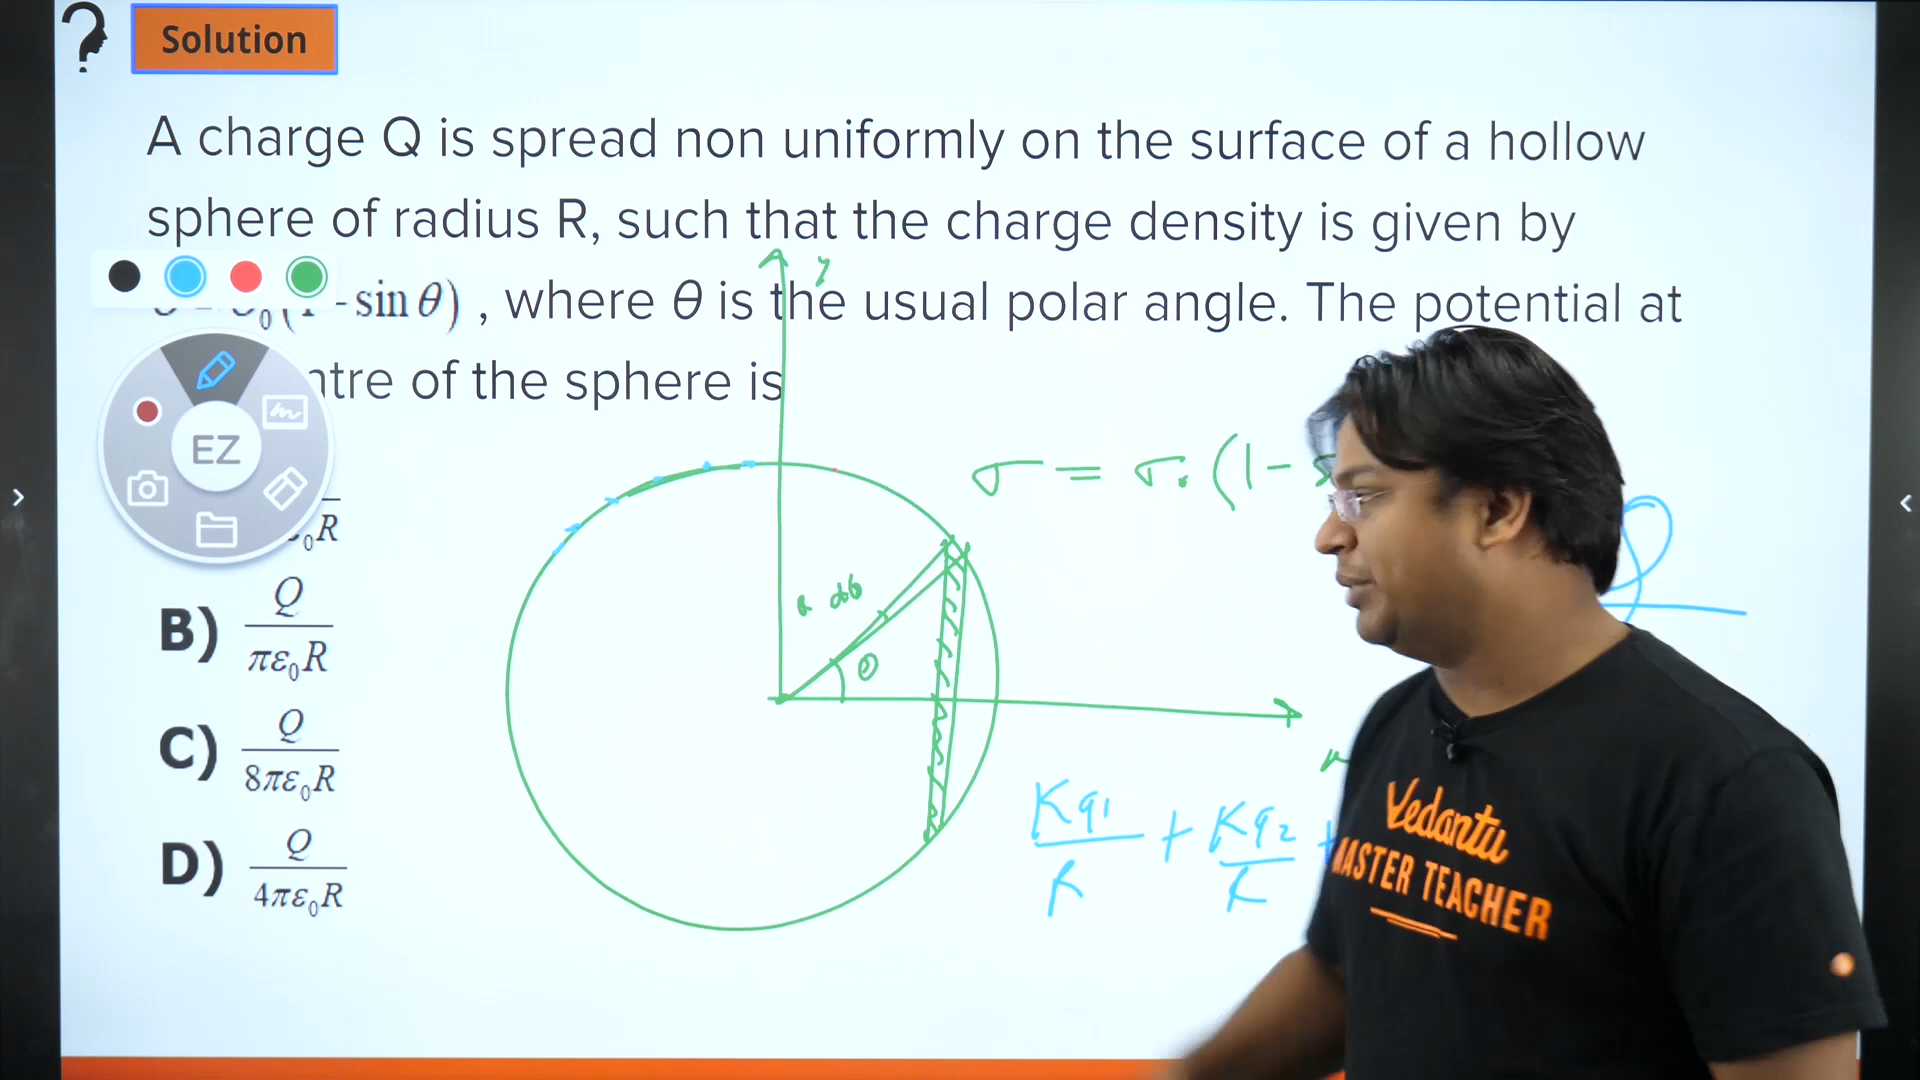 ?
Solution
A charge Q is spread non uniformly on the surface of a hollow
sphere of radius R, such that the charge density is given by
- sin θ) , where θ is the usual polar angle. The potential at
ntre of the sphere is
y
σ = σ₀ (1 -
EZ
₀R
R dθ
θ
B) Q/πε₀R
C) Q/8πε₀R
D) Q/4πε₀R
Kq₁/R + Kq₂/R +
Vedantu
MASTER TEACHER